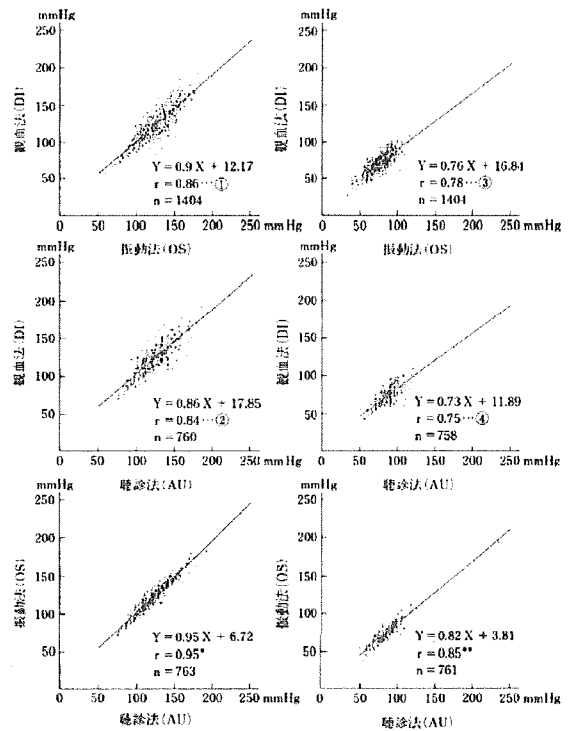 mmHg
250
200
150
100
50
観血法(DI)
Y = 0.9 X + 12.17
r = 0.86…①
n = 1404
0 50 100 150 200 250 mmHg
振動法(OS)
250
200
150
100
50
観血法(DI)
Y = 0.76 X + 16.84
r = 0.78…③
n = 1404
0 50 100 150 200 250 mmHg
振動法(OS)
mmHg
250
200
150
100
50
観血法(DI)
Y = 0.86 X + 17.85
r = 0.84…②
n = 760
0 50 100 150 200 250 mmHg
聴診法(AU)
mmHg
250
200
150
100
50
観血法(DI)
Y = 0.73 X + 11.89
r = 0.75…④
n = 758
0 50 100 150 200 250 mmHg
聴診法(AU)
mmHg
250
200
150
100
50
振動法(OS)
Y = 0.95 X + 6.72
r = 0.95*
n = 763
0 50 100 150 200 250 mmHg
聴診法(AU)
mmHg
250
200
150
100
50
振動法(OS)
Y = 0.82 X + 3.81
r = 0.85**
n = 761
0 50 100 150 200 250 mmHg
聴診法(AU)